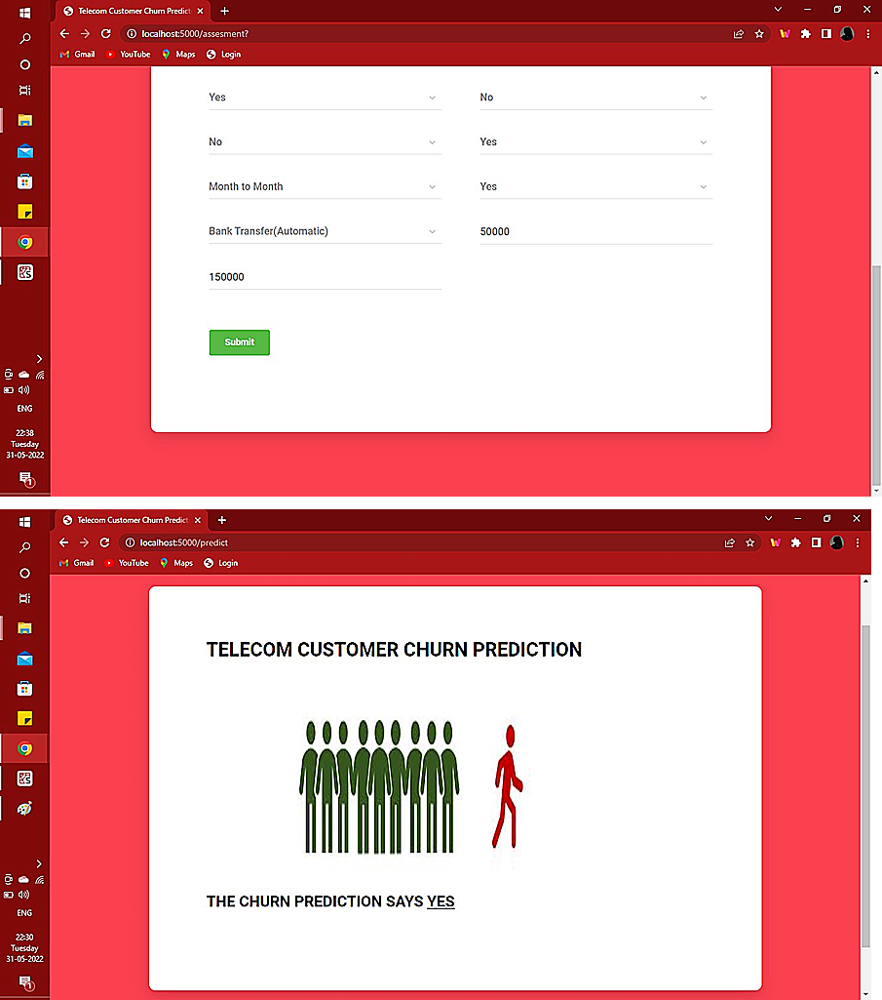 Telecom Customer Churn Predict
localhost:5000/assesment?
Gmail YouTube Maps Login
Yes No
No Yes
Month to Month Yes
Bank Transfer(Automatic) 50000
150000
Submit
ENG
22:38
Tuesday
31-05-2022
1
Telecom Customer Churn Predict
localhost:5000/predict
Gmail YouTube Maps Login
TELECOM CUSTOMER CHURN PREDICTION
THE CHURN PREDICTION SAYS YES
ENG
22:30
Tuesday
31-05-2022
1